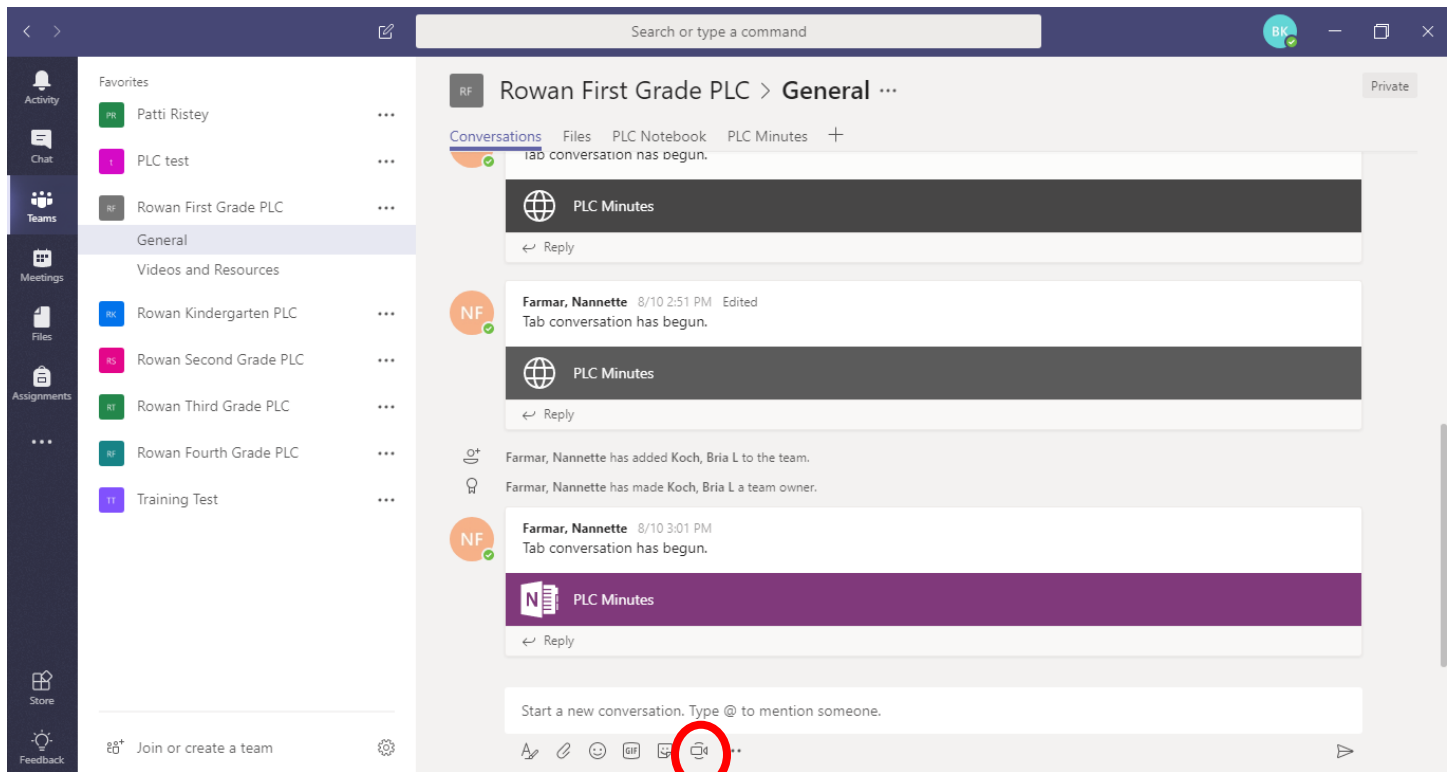 Search or type a command
BK
Activity
Chat
Teams
Meetings
Files
Assignments
Store
Feedback
Favorites
PR Patti Ristey
t PLC test
RF Rowan First Grade PLC
General
Videos and Resources
RK Rowan Kindergarten PLC
RS Rowan Second Grade PLC
RT Rowan Third Grade PLC
RF Rowan Fourth Grade PLC
TT Training Test
Join or create a team
RF Rowan First Grade PLC > General ...
Private
Conversations Files PLC Notebook PLC Minutes +
Tab conversation has begun.
PLC Minutes
Reply
NF
Farmar, Nannette 8/10 2:51 PM Edited
Tab conversation has begun.
PLC Minutes
Reply
Farmar, Nannette has added Koch, Bria L to the team.
Farmar, Nannette has made Koch, Bria L a team owner.
NF
Farmar, Nannette 8/10 3:01 PM
Tab conversation has begun.
N PLC Minutes
Reply
Start a new conversation. Type @ to mention someone.
GIF